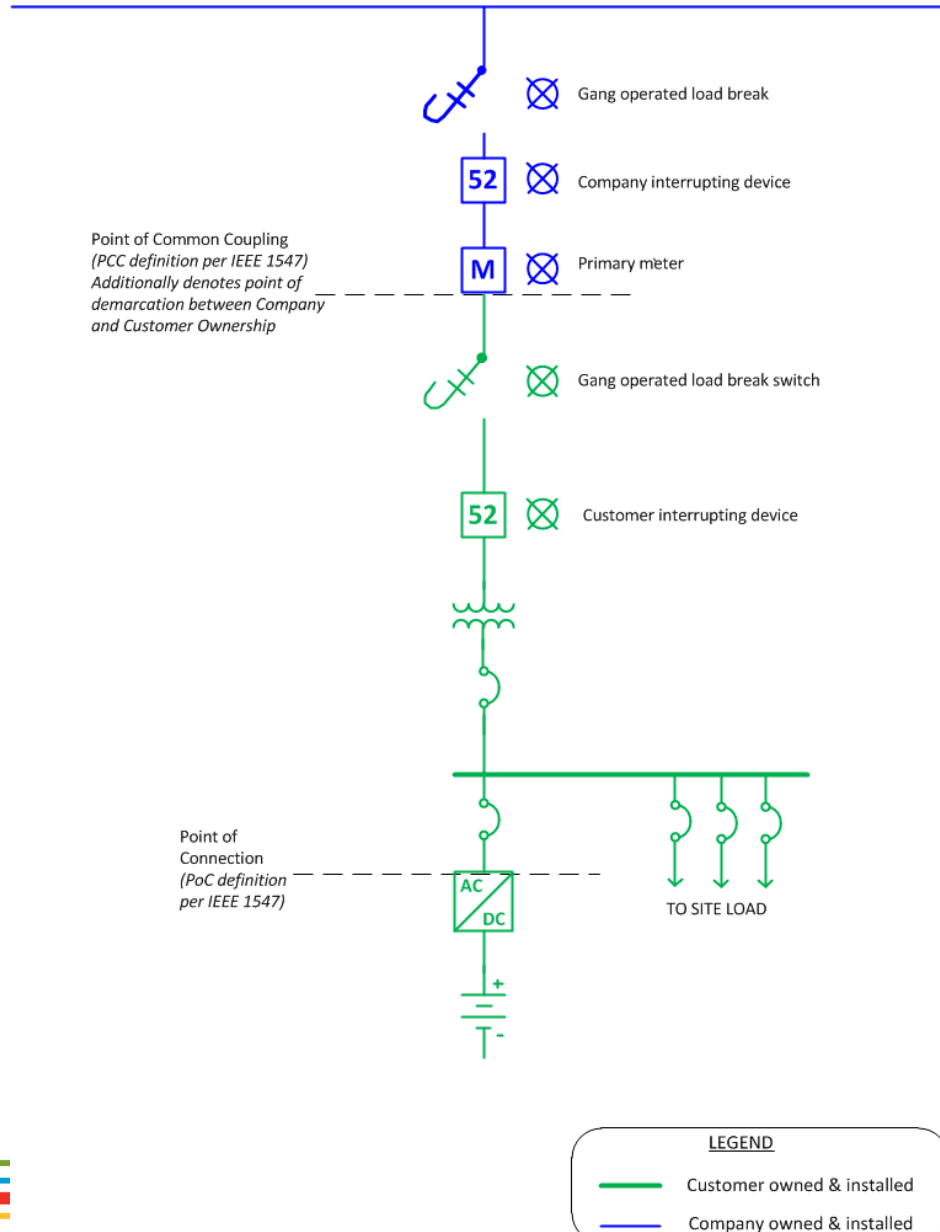 Gang operated load break
52
Company interrupting device
Point of Common Coupling
(PCC definition per IEEE 1547)
Additionally denotes point of
demarcation between Company
and Customer Ownership
M
Primary meter
Gang operated load break switch
52
Customer interrupting device
Point of
Connection
(PoC definition
per IEEE 1547)
AC
DC
TO SITE LOAD
+
-
LEGEND
Customer owned & installed
Company owned & installed